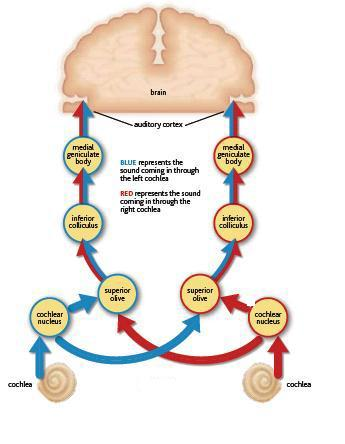 brain
auditory cortex
medial
geniculate
body
medial
geniculate
body
BLUE represents the
sound coming in through
the left cochlea
RED represents the sound
coming in through the
right cochlea
inferior
colliculus
inferior
colliculus
superior
olive
superior
olive
cochlear
nucleus
cochlear
nucleus
cochlea
cochlea